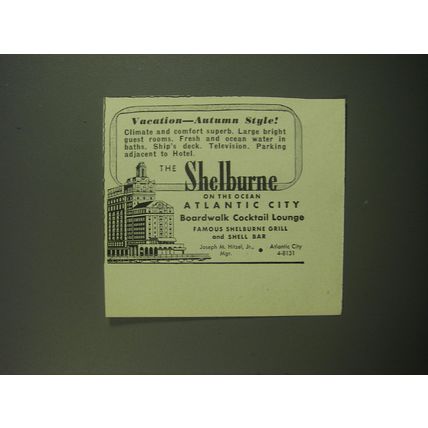 Vacation—Autumn Style!
Climate and comfort superb. Large bright
guest rooms. Fresh and ocean water in
baths. Ship's deck. Television. Parking
adjacent to Hotel.
THE Shelburne
ON THE OCEAN
ATLANTIC CITY
Boardwalk Cocktail Lounge
FAMOUS SHELBURNE GRILL
and SHELL BAR
Joseph M. Hitzel, Jr., • Atlantic City
Mgr. 4-8131